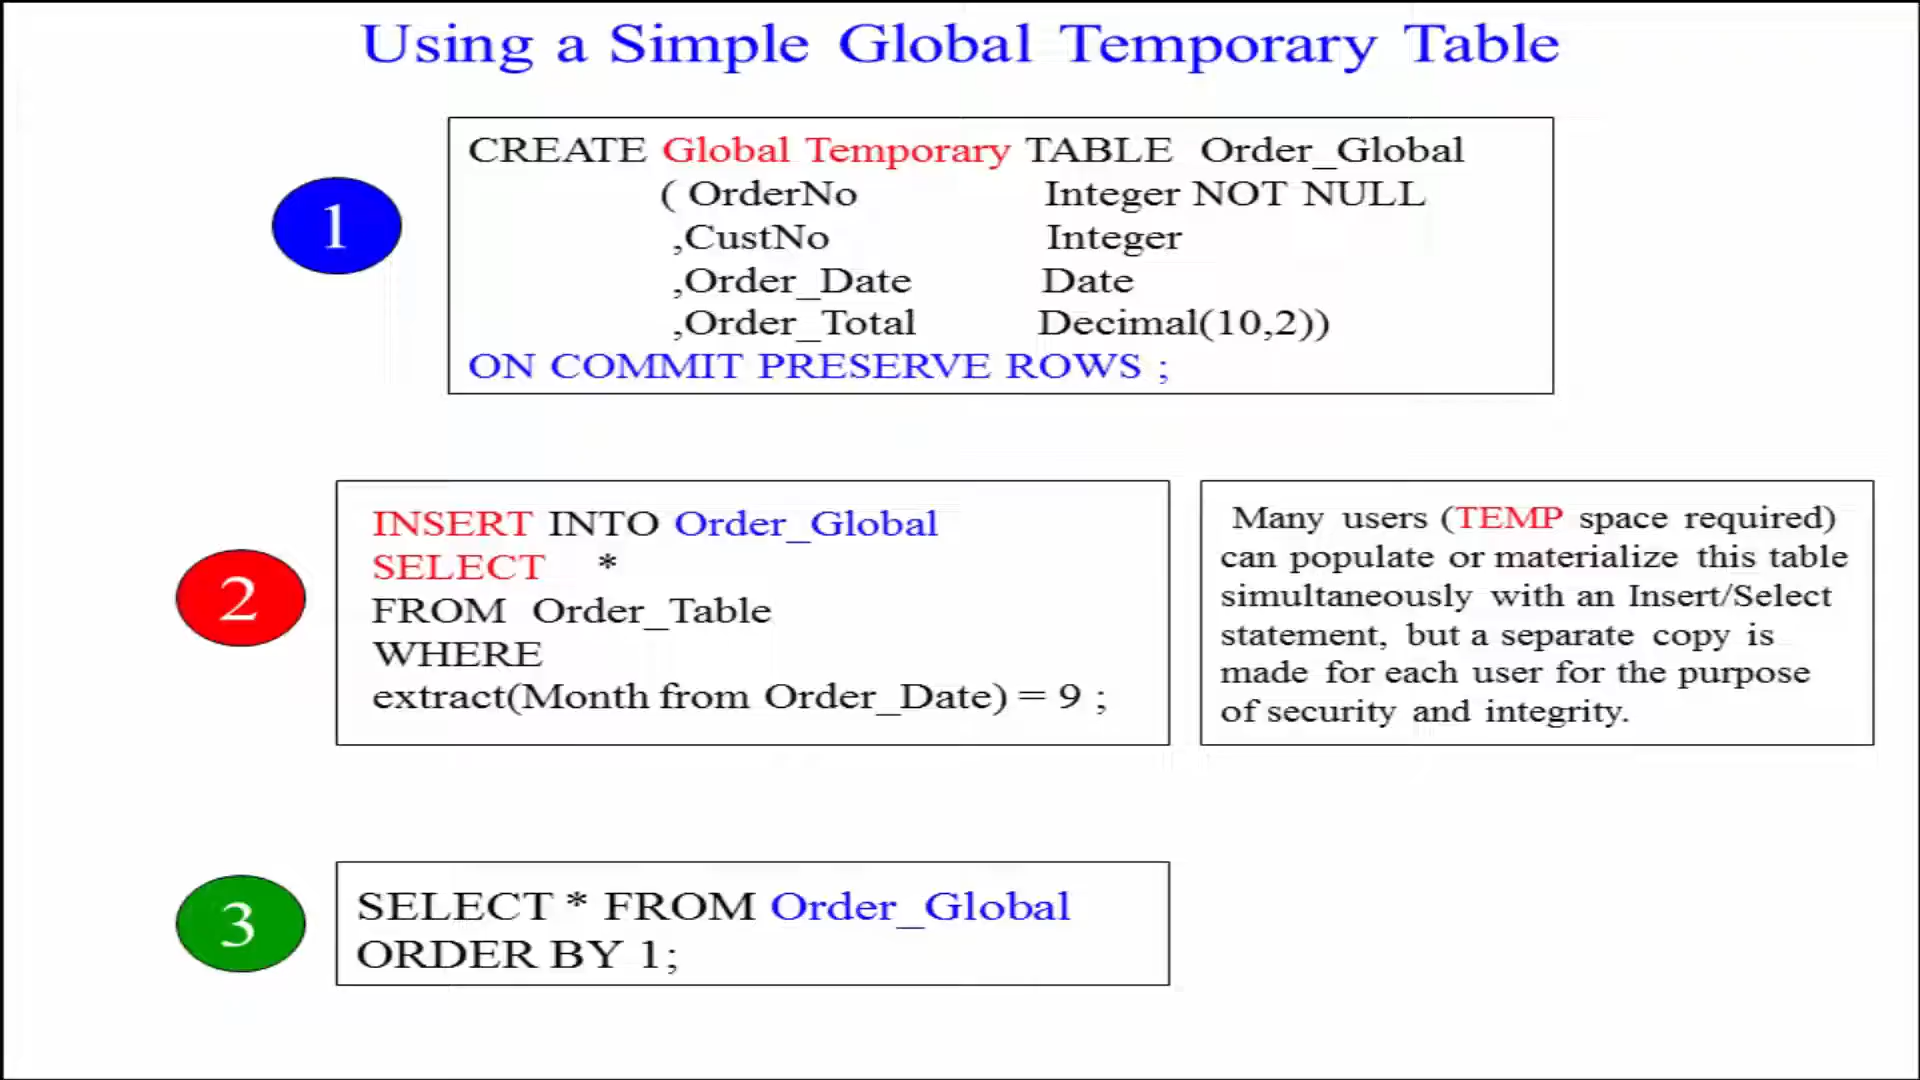 Using a Simple Global Temporary Table
1
CREATE Global Temporary TABLE Order_Global
( OrderNo Integer NOT NULL
,CustNo Integer
,Order_Date Date
,Order_Total Decimal(10,2))
ON COMMIT PRESERVE ROWS ;
2
INSERT INTO Order_Global
SELECT *
FROM Order_Table
WHERE
extract(Month from Order_Date) = 9 ;
Many users (TEMP space required)
can populate or materialize this table
simultaneously with an Insert/Select
statement, but a separate copy is
made for each user for the purpose
of security and integrity.
3
SELECT * FROM Order_Global
ORDER BY 1;